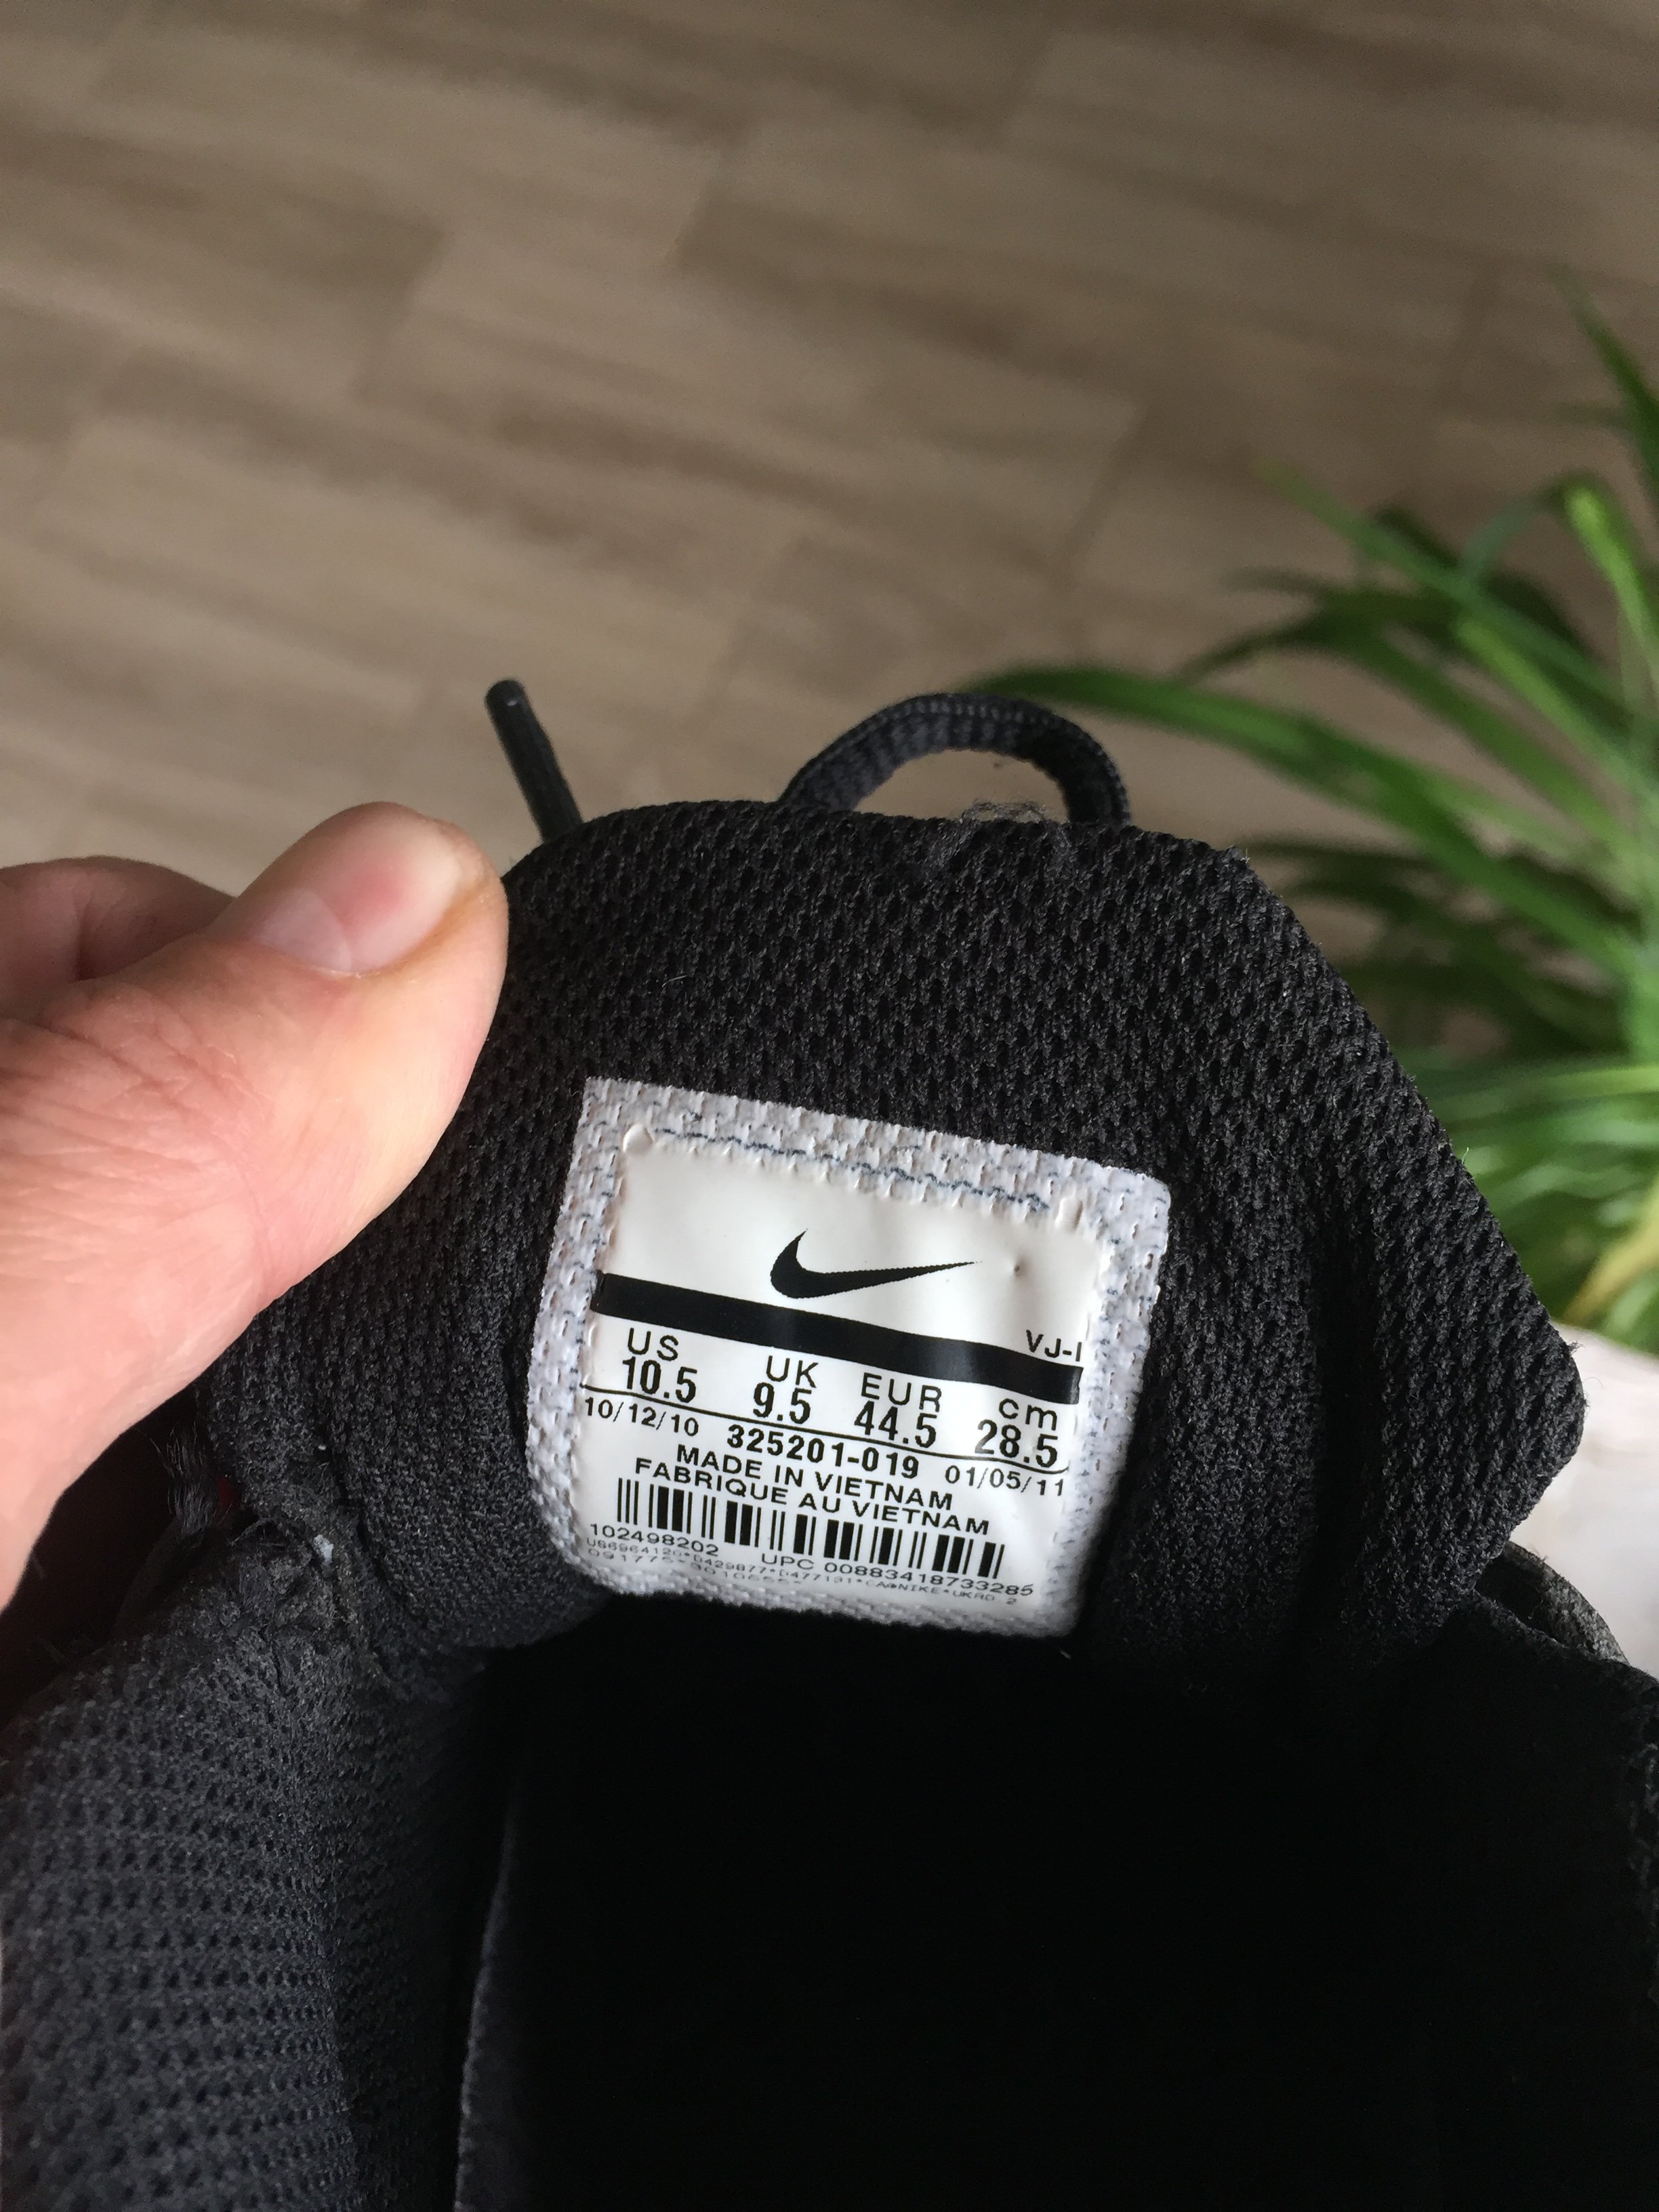 VJ-I
US UK EUR cm
10.5 9.5 44.5 28.5
10/12/10 325201-019 01/05/11
MADE IN VIETNAM
FABRIQUE AU VIETNAM
102498202 UPC 00883418733285